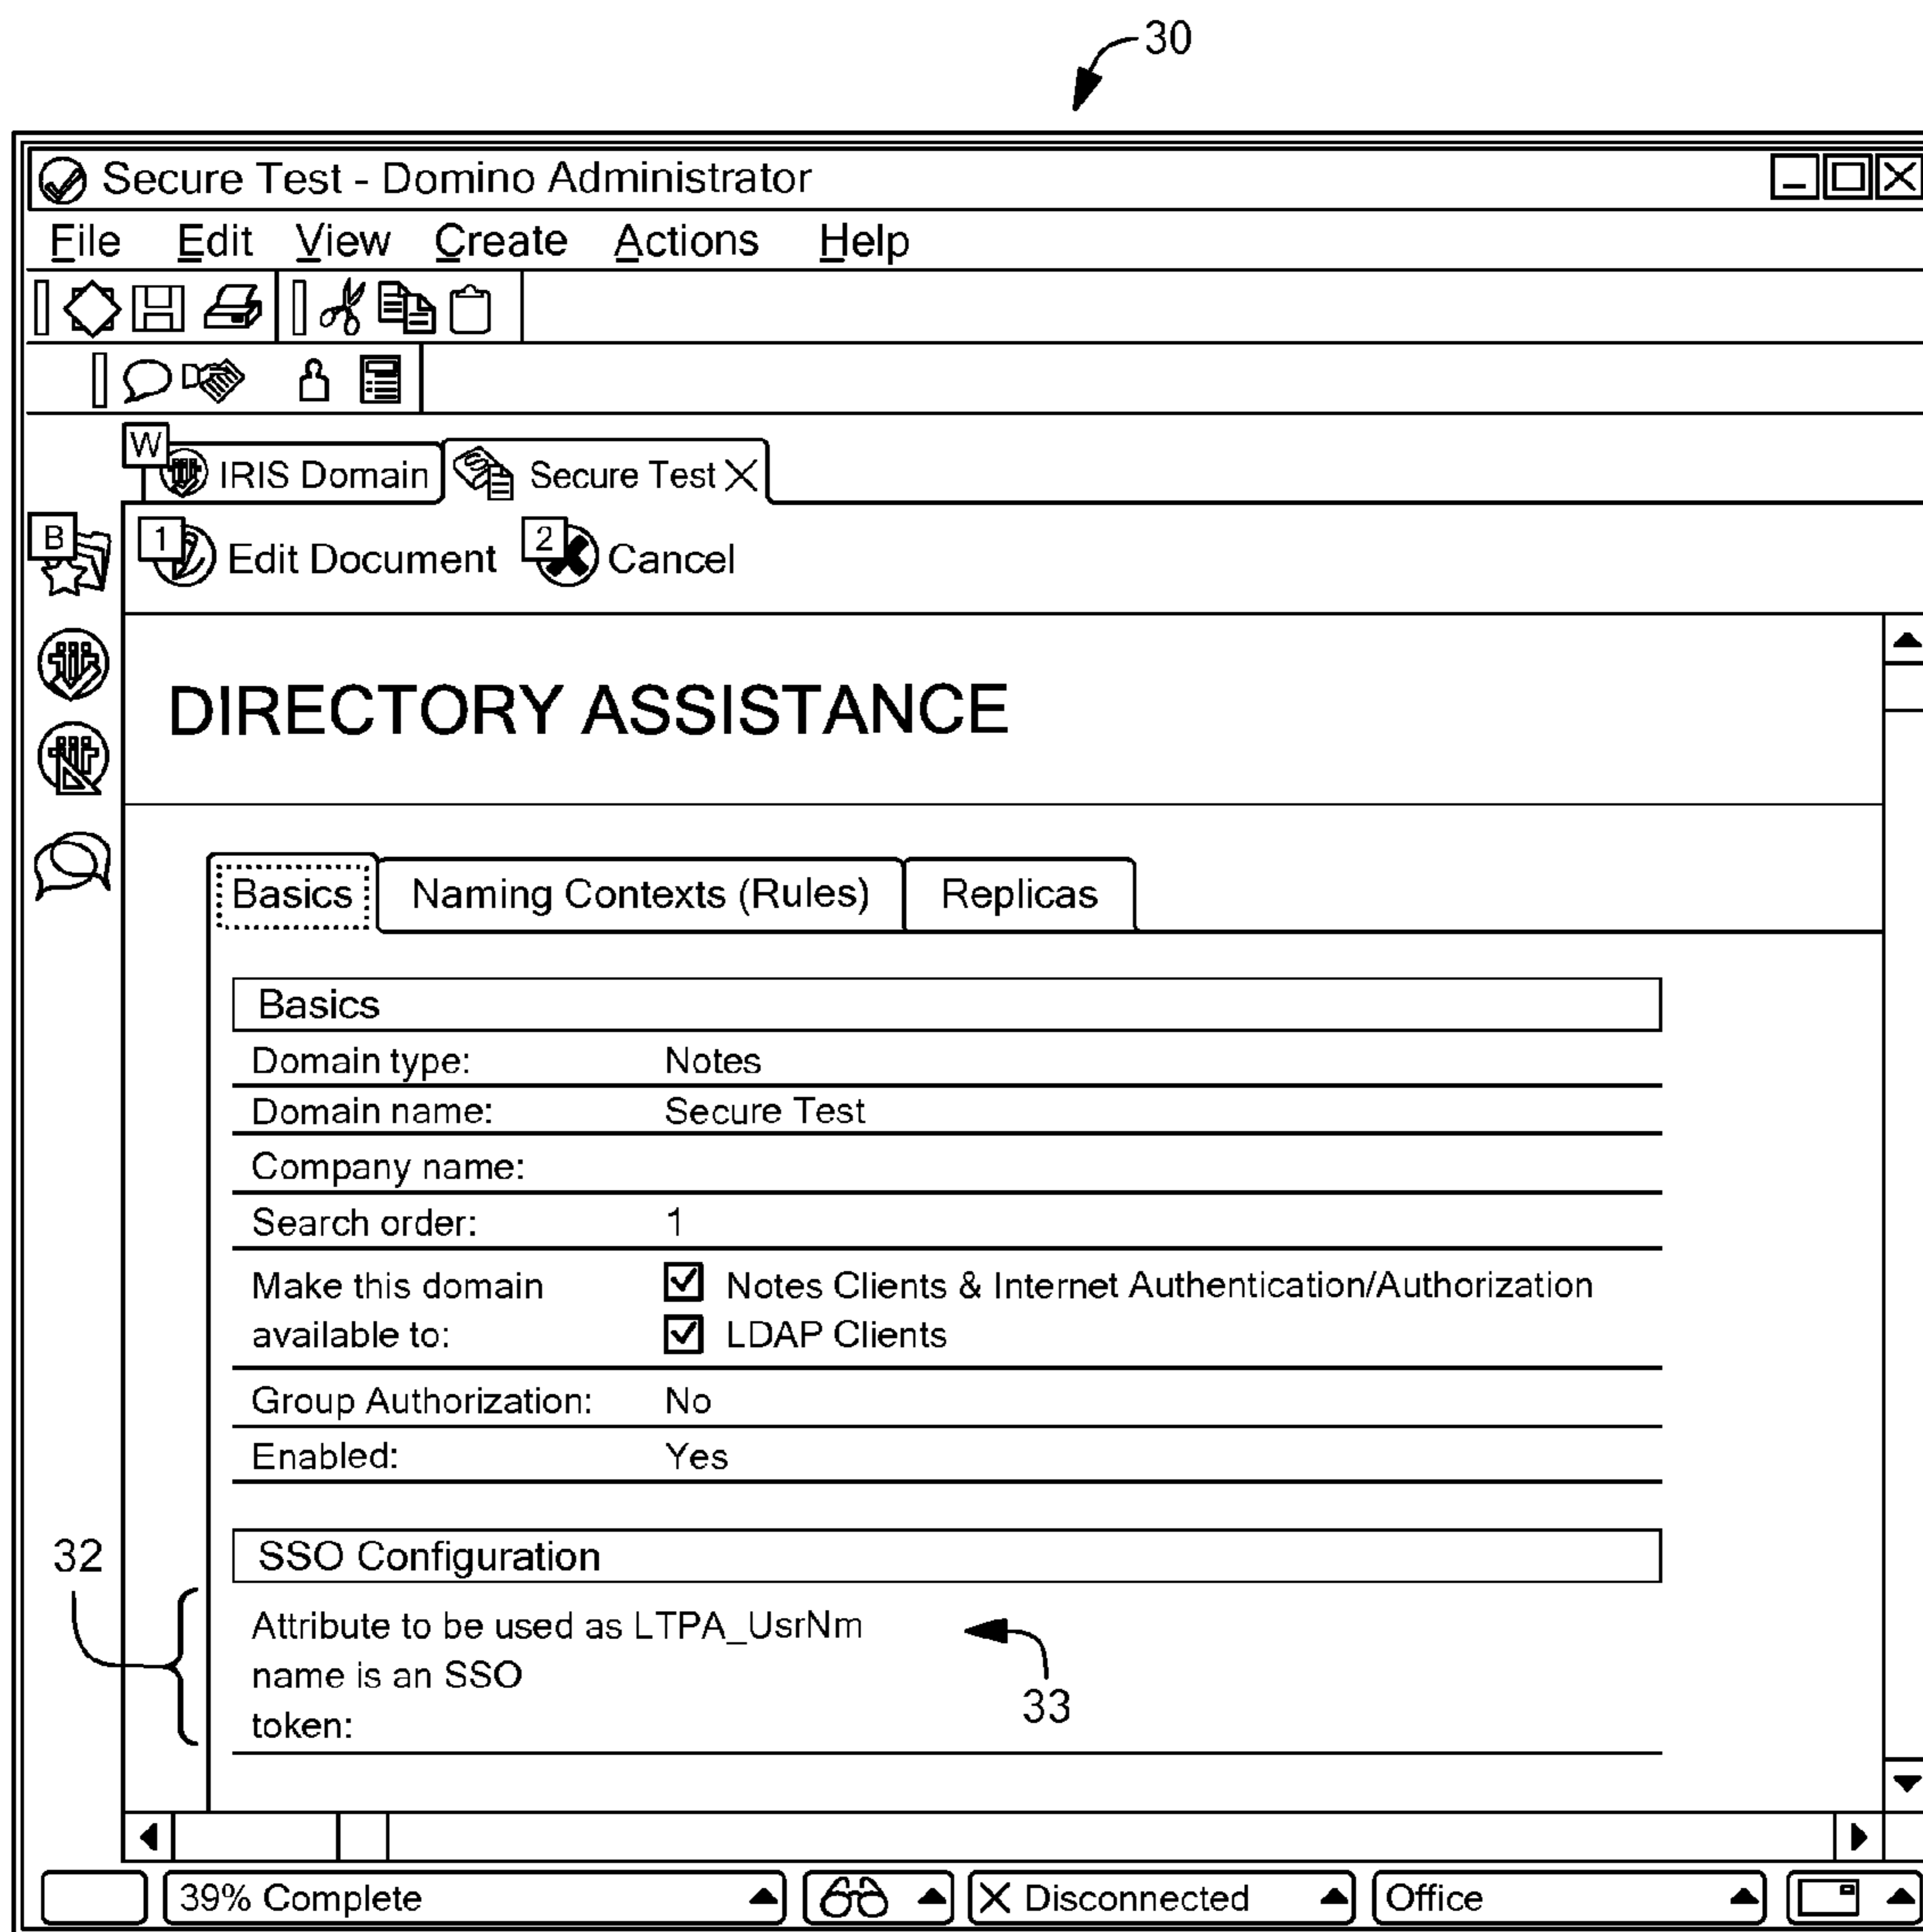 30
Secure Test - Domino Administrator
File Edit View Create Actions Help
W
IRIS Domain Secure Test
B
1 Edit Document 2 Cancel
DIRECTORY ASSISTANCE
Basics Naming Contexts (Rules) Replicas
Basics
Domain type: Notes
Domain name: Secure Test
Company name:
Search order: 1
Make this domain Notes Clients & Internet Authentication/Authorization
available to: LDAP Clients
Group Authorization: No
Enabled: Yes
32
SSO Configuration
Attribute to be used as LTPA_UsrNm
name is an SSO
token:
33
39% Complete Disconnected Office